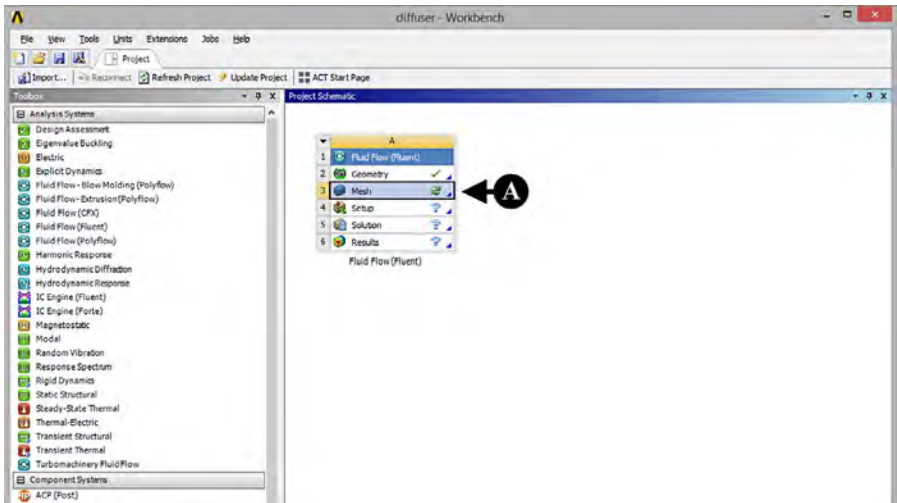 diffuser - Workbench
File View Tools Units Extensions Jobs Help
Project
Import... Reconnect Refresh Project Update Project ACT Start Page
Toolbox
Project Schematic
Analysis Systems
Design Assessment
Eigenvalue Buckling
Electric
Explicit Dynamics
Fluid Flow - Blow Molding (Polyflow)
Fluid Flow - Extrusion (Polyflow)
Fluid Flow (CFX)
Fluid Flow (Fluent)
Fluid Flow (Polyflow)
Harmonic Response
Hydrodynamic Diffraction
Hydrodynamic Response
IC Engine (Fluent)
IC Engine (Forte)
Magnetostatic
Modal
Random Vibration
Response Spectrum
Rigid Dynamics
Static Structural
Steady-State Thermal
Thermal-Electric
Transient Structural
Transient Thermal
Turbomachinery Fluid Flow
Component Systems
ACP (Post)
A
1 Fluid Flow (Fluent)
2 Geometry
3 Mesh
4 Setup ?
5 Solution ?
6 Results ?
Fluid Flow (Fluent)
A